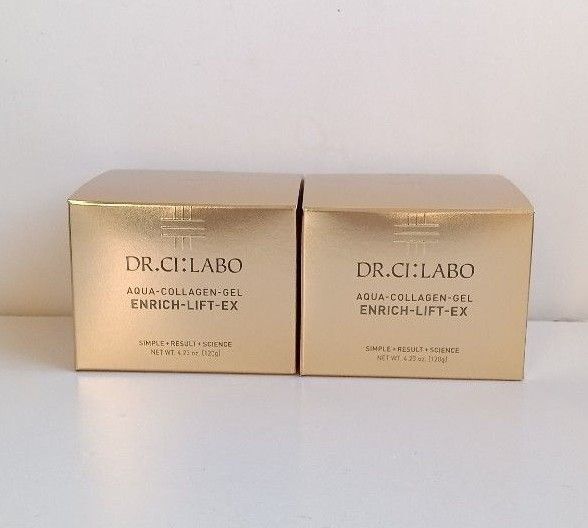 DR.CI:LABO
AQUA-COLLAGEN-GEL
ENRICH-LIFT-EX
SIMPLE + RESULT + SCIENCE
NET WT. 4.23 oz. [120g]
DR.CI:LABO
AQUA-COLLAGEN-GEL
ENRICH-LIFT-EX
SIMPLE + RESULT + SCIENCE
NET WT. 4.23 oz. [120g]